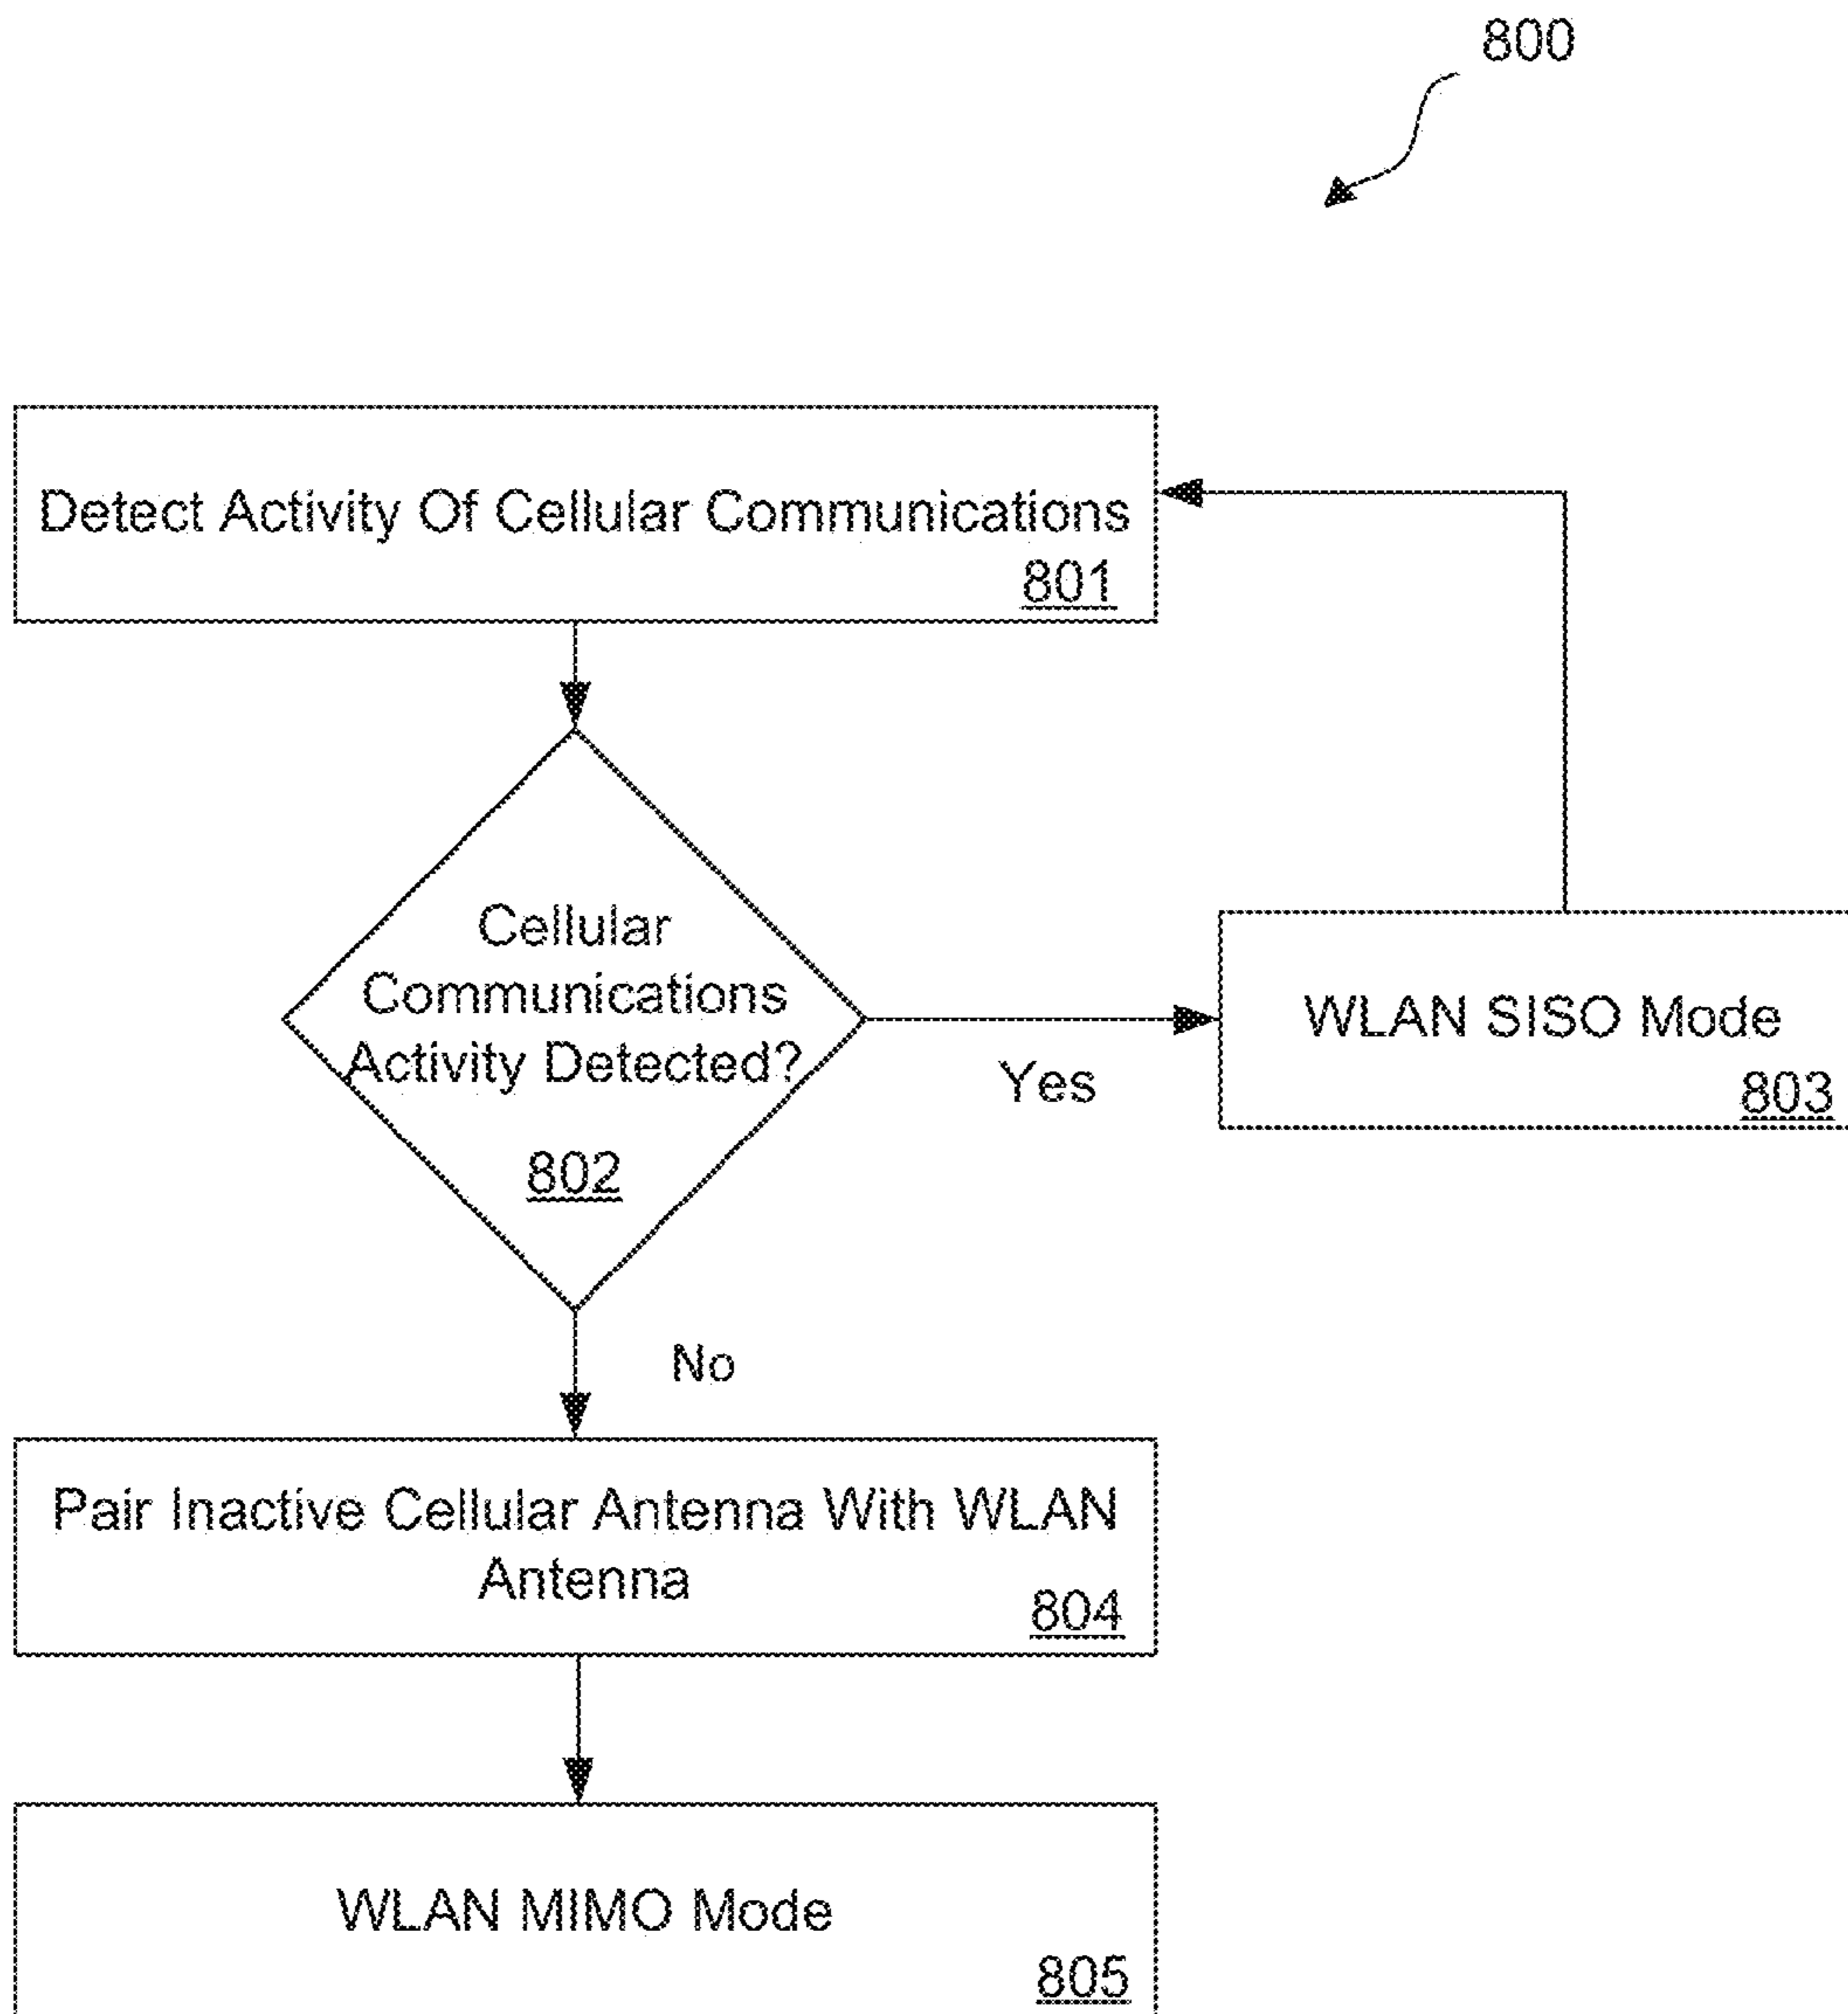 800
Detect Activity Of Cellular Communications
801
Cellular
Communications
Activity Detected?
802
Yes
WLAN SISO Mode
803
No
Pair Inactive Cellular Antenna With WLAN
Antenna
804
WLAN MIMO Mode
805